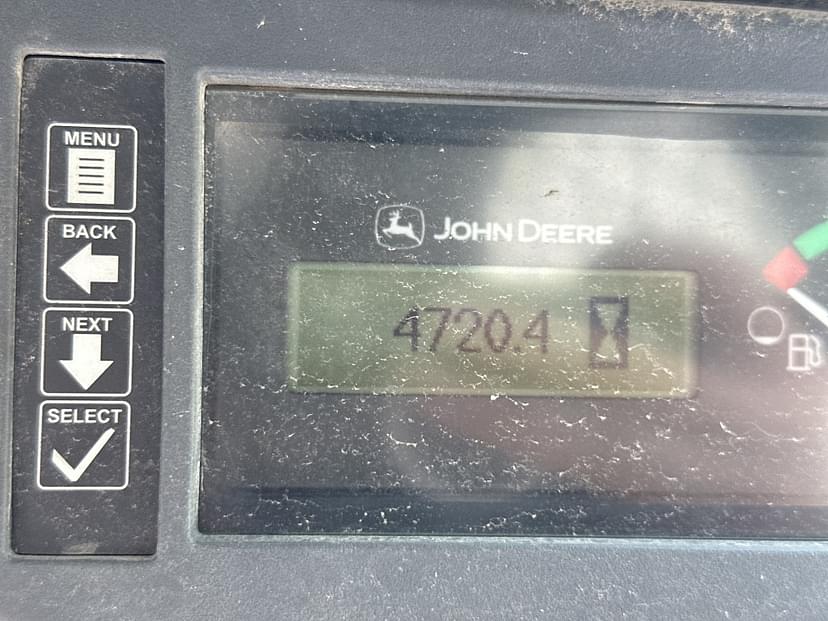 MENU
BACK
NEXT
SELECT
JOHN DEERE
4720.4